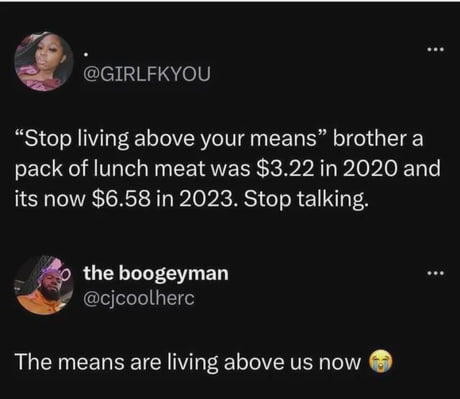 .
@GIRLFKYOU
“Stop living above your means” brother a
pack of lunch meat was $3.22 in 2020 and
its now $6.58 in 2023. Stop talking.
the boogeyman
@cjcoolherc
The means are living above us now 😭